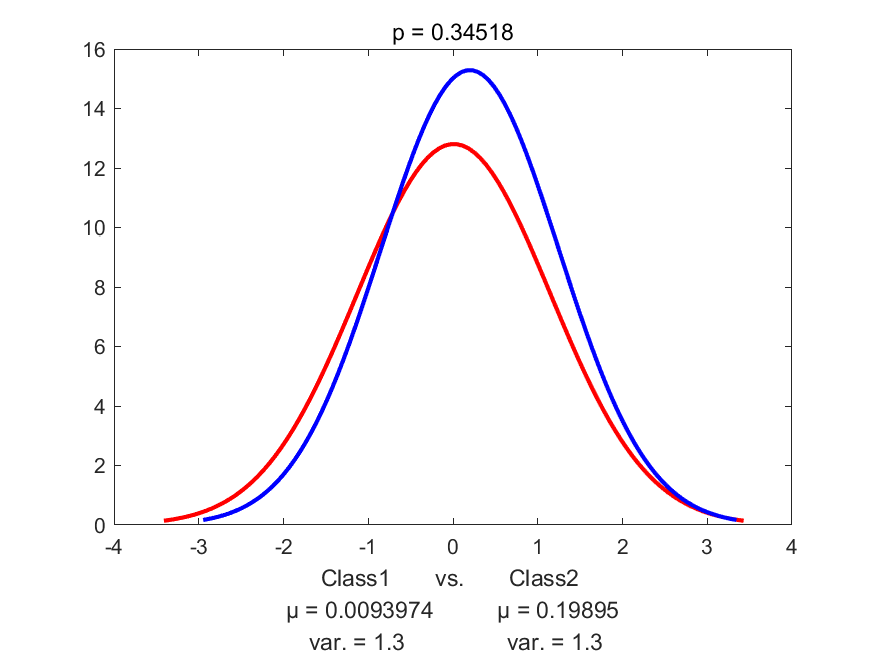 p = 0.34518
16
14
12
10
8
6
4
2
0
-4 -3 -2 -1 0 1 2 3 4
Class1 vs. Class2
μ = 0.0093974 μ = 0.19895
var. = 1.3 var. = 1.3